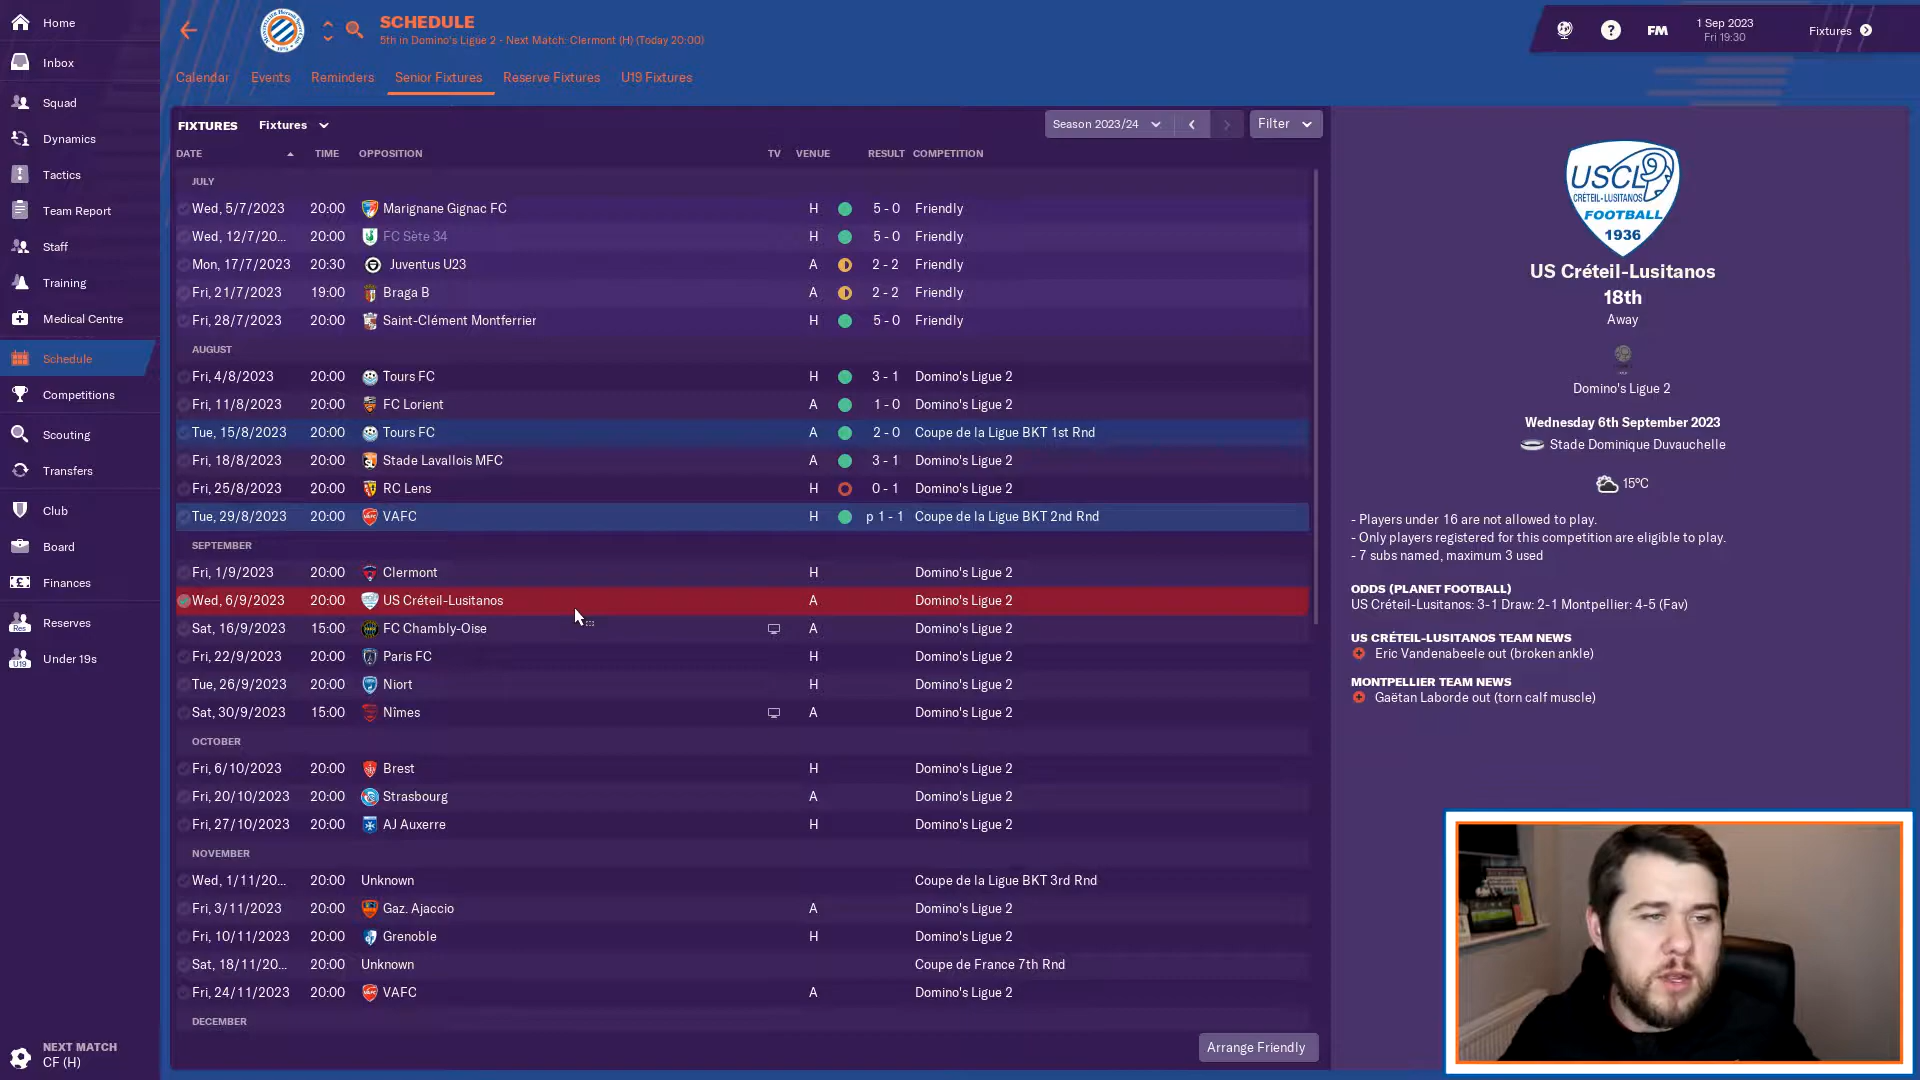 Home
Inbox
Squad
Dynamics
Tactics
Team Report
Staff
Training
Medical Centre
Schedule
Competitions
Scouting
Transfers
Club
Board
Finances
Reserves
Under 19s
NEXT MATCH
CF (H)
SCHEDULE
5th in Domino's Ligue 2 - Next Match: Clermont (H) (Today 20:00)
FM
1 Sep 2023
Fri 19:30
Fixtures
Calendar Events Reminders Senior Fixtures Reserve Fixtures U19 Fixtures
FIXTURES Fixtures Season 2023/24 Filter
DATE TIME OPPOSITION TV VENUE RESULT COMPETITION
JULY
Wed, 5/7/2023 20:00 Marignane Gignac FC H 5 - 0 Friendly
Wed, 12/7/20... 20:00 FC Sète 34 H 5 - 0 Friendly
Mon, 17/7/2023 20:30 Juventus U23 A 2 - 2 Friendly
Fri, 21/7/2023 19:00 Braga B A 2 - 2 Friendly
Fri, 28/7/2023 20:00 Saint-Clément Montferrier H 5 - 0 Friendly
AUGUST
Fri, 4/8/2023 20:00 Tours FC H 3 - 1 Domino's Ligue 2
Fri, 11/8/2023 20:00 FC Lorient A 1 - 0 Domino's Ligue 2
Tue, 15/8/2023 20:00 Tours FC A 2 - 0 Coupe de la Ligue BKT 1st Rnd
Fri, 18/8/2023 20:00 Stade Lavallois MFC A 3 - 1 Domino's Ligue 2
Fri, 25/8/2023 20:00 RC Lens H 0 - 1 Domino's Ligue 2
Tue, 29/8/2023 20:00 VAFC H p 1 - 1 Coupe de la Ligue BKT 2nd Rnd
SEPTEMBER
Fri, 1/9/2023 20:00 Clermont H Domino's Ligue 2
Wed, 6/9/2023 20:00 US Créteil-Lusitanos A Domino's Ligue 2
Sat, 16/9/2023 15:00 FC Chambly-Oise A Domino's Ligue 2
Fri, 22/9/2023 20:00 Paris FC H Domino's Ligue 2
Tue, 26/9/2023 20:00 Niort H Domino's Ligue 2
Sat, 30/9/2023 15:00 Nîmes A Domino's Ligue 2
OCTOBER
Fri, 6/10/2023 20:00 Brest H Domino's Ligue 2
Fri, 20/10/2023 20:00 Strasbourg A Domino's Ligue 2
Fri, 27/10/2023 20:00 AJ Auxerre H Domino's Ligue 2
NOVEMBER
Wed, 1/11/20... 20:00 Unknown Coupe de la Ligue BKT 3rd Rnd
Fri, 3/11/2023 20:00 Gaz. Ajaccio A Domino's Ligue 2
Fri, 10/11/2023 20:00 Grenoble H Domino's Ligue 2
Sat, 18/11/20... 20:00 Unknown Coupe de France 7th Rnd
Fri, 24/11/2023 20:00 VAFC A Domino's Ligue 2
DECEMBER
Arrange Friendly
USCL
CRÉTEIL-LUSITANOS
FOOTBALL
1936
US Créteil-Lusitanos
18th
Away
Domino's Ligue 2
Wednesday 6th September 2023
Stade Dominique Duvauchelle
15ºC
- Players under 16 are not allowed to play.
- Only players registered for this competition are eligible to play.
- 7 subs named, maximum 3 used
ODDS (PLANET FOOTBALL)
US Créteil-Lusitanos: 3-1 Draw: 2-1 Montpellier: 4-5 (Fav)
US CRÉTEIL-LUSITANOS TEAM NEWS
Eric Vandenabeele out (broken ankle)
MONTPELLIER TEAM NEWS
Gaëtan Laborde out (torn calf muscle)